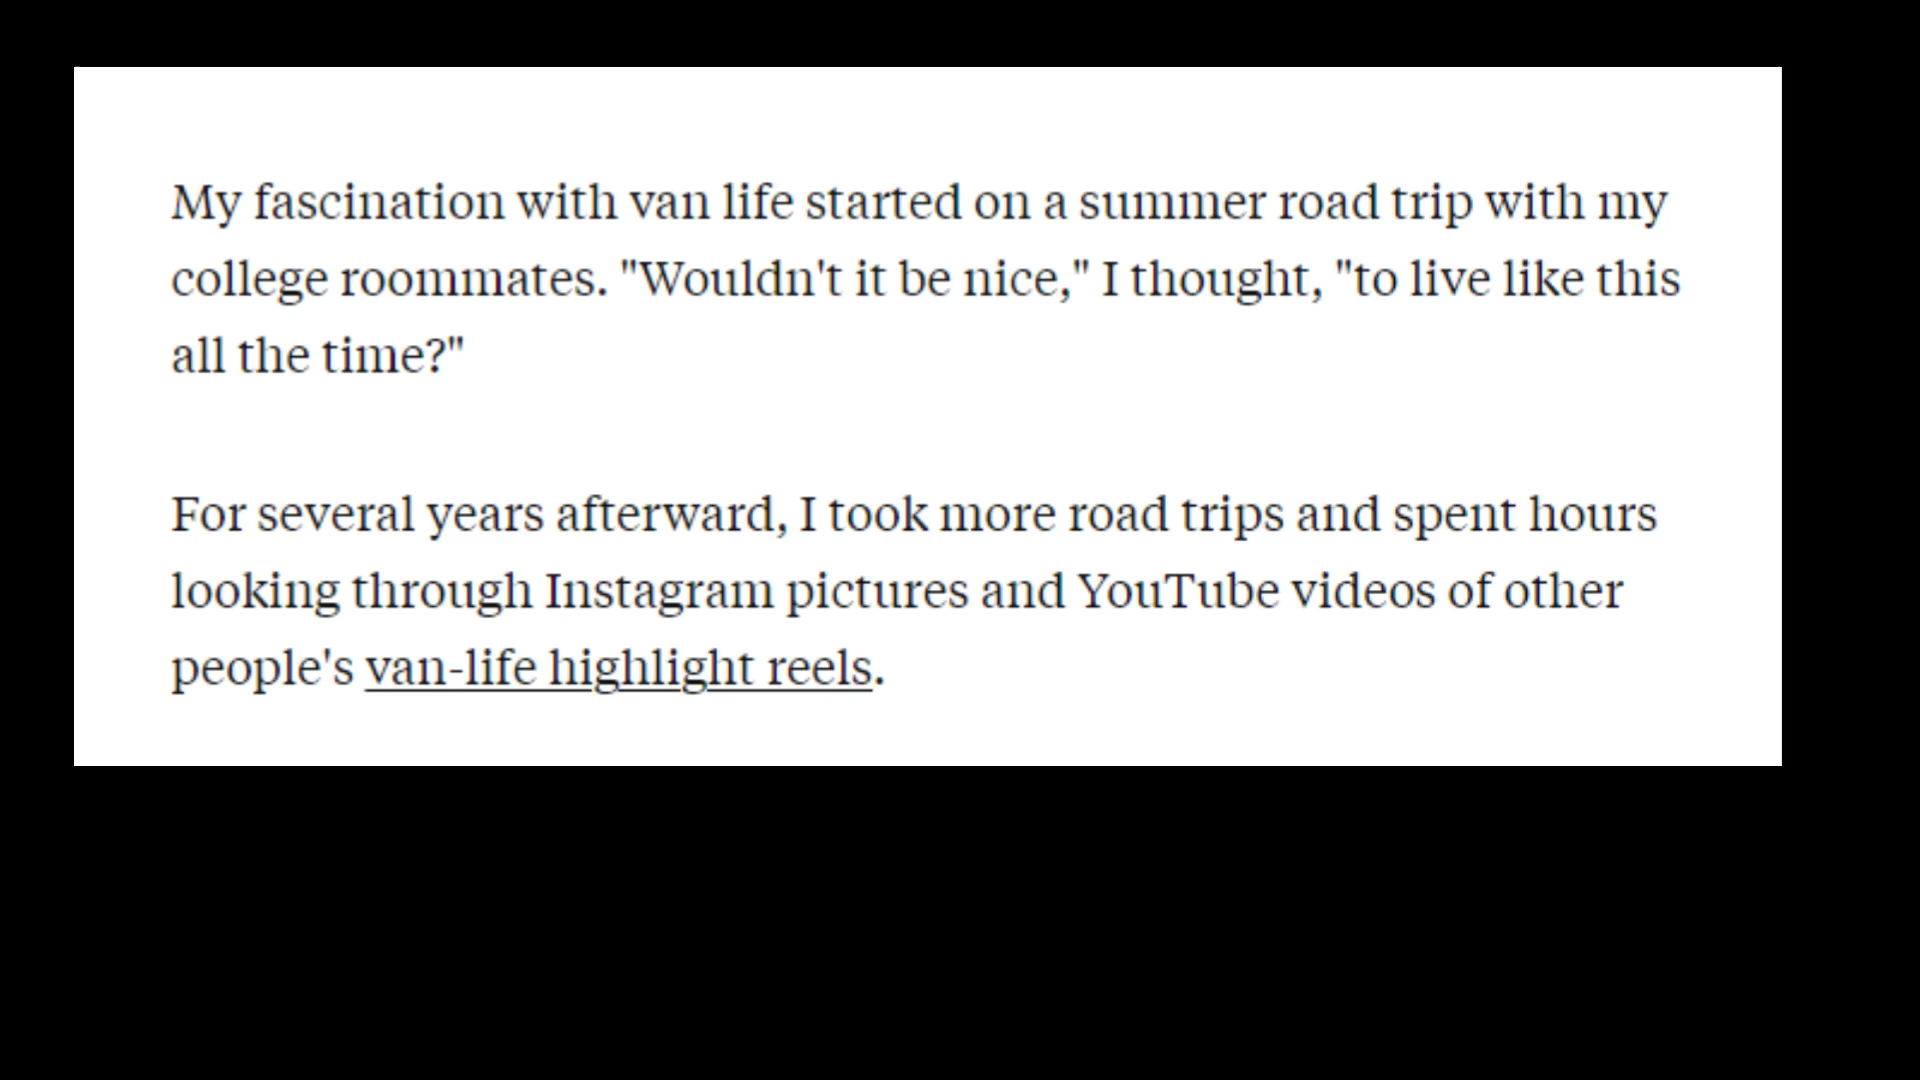 My fascination with van life started on a summer road trip with my
college roommates. "Wouldn't it be nice," I thought, "to live like this
all the time?"
For several years afterward, I took more road trips and spent hours
looking through Instagram pictures and YouTube videos of other
people's van-life highlight reels.